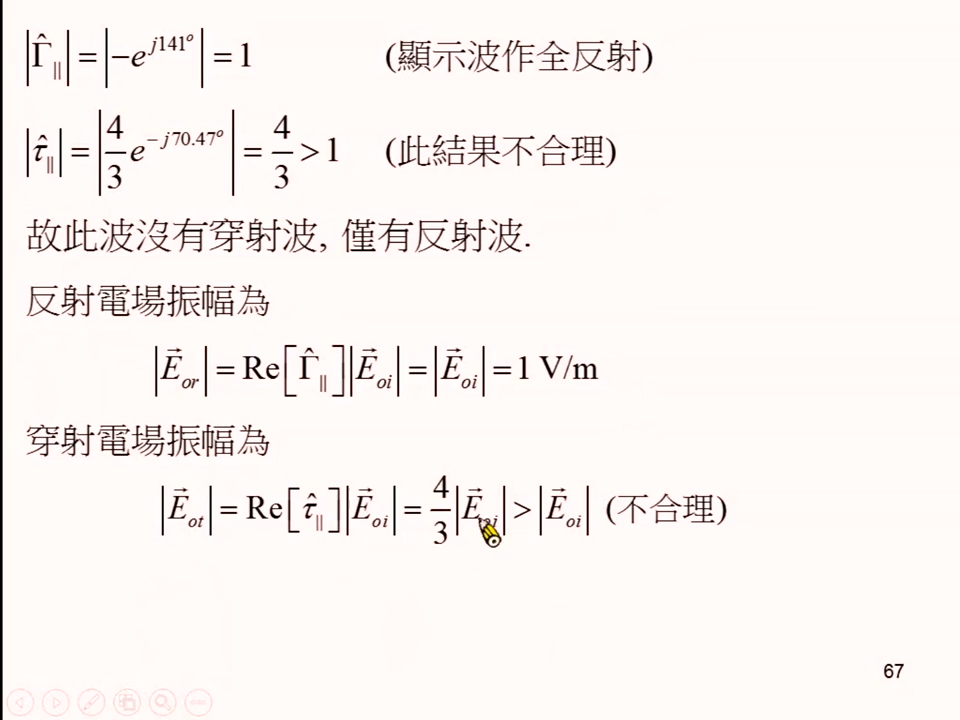 |Γ̂_∥| = |−e^{j141°}| = 1 (顯示波作全反射)
|τ̂_∥| = |4/3 e^{−j70.47°}| = 4/3 > 1 (此結果不合理)
故此波沒有穿射波, 僅有反射波.
反射電場振幅為
|E⃗_{or}| = Re[Γ̂_∥]|E⃗_{oi}| = |E⃗_{oi}| = 1 V/m
穿射電場振幅為
|E⃗_{ot}| = Re[τ̂_∥]|E⃗_{oi}| = 4/3 |E⃗_{oi}| > |E⃗_{oi}| (不合理)
67